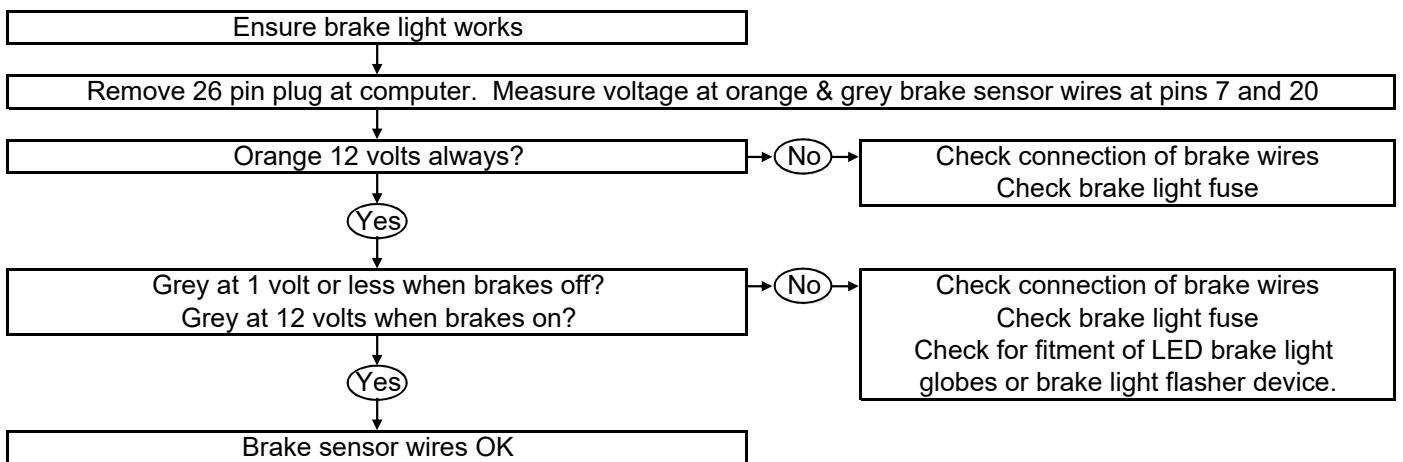 Ensure brake light works
Remove 26 pin plug at computer.  Measure voltage at orange & grey brake sensor wires at pins 7 and 20
Orange 12 volts always?
No
Check connection of brake wires
Check brake light fuse
Yes
Grey at 1 volt or less when brakes off?
Grey at 12 volts when brakes on?
No
Check connection of brake wires
Check brake light fuse
Check for fitment of LED brake light
globes or brake light flasher device.
Yes
Brake sensor wires OK